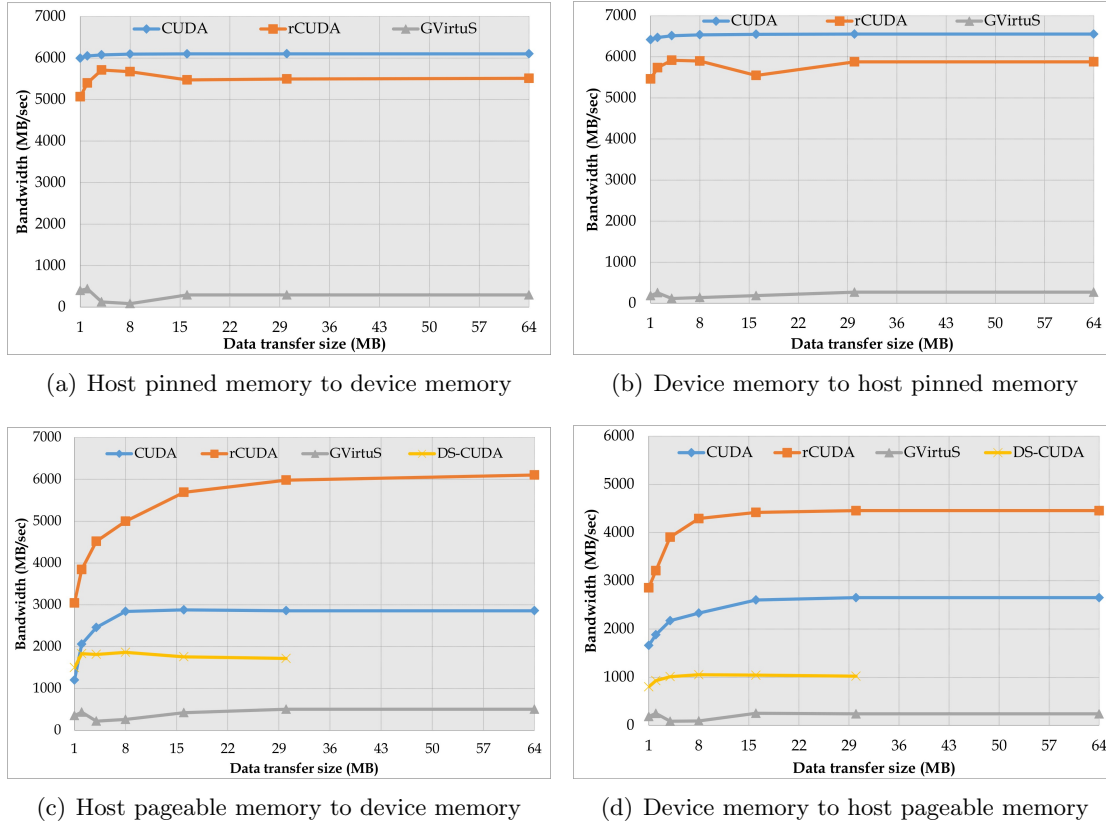 7000
6000
5000
4000
3000
2000
1000
0
Bandwidth (MB/sec)
CUDA rCUDA GVirtuS
1 8 15 22 29 36 43 50 57 64
Data transfer size (MB)
(a) Host pinned memory to device memory
7000
6000
5000
4000
3000
2000
1000
0
Bandwidth (MB/sec)
CUDA rCUDA GVirtuS
1 8 15 22 29 36 43 50 57 64
Data transfer size (MB)
(b) Device memory to host pinned memory
7000
6000
5000
4000
3000
2000
1000
0
Bandwidth (MB/sec)
CUDA rCUDA GVirtuS DS-CUDA
1 8 15 22 29 36 43 50 57 64
Data transfer size (MB)
(c) Host pageable memory to device memory
6000
5000
4000
3000
2000
1000
0
Bandwidth (MB/sec)
CUDA rCUDA GVirtuS DS-CUDA
1 8 15 22 29 36 43 50 57 64
Data transfer size (MB)
(d) Device memory to host pageable memory